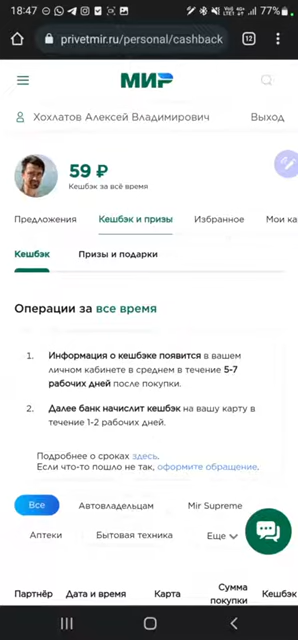 18:47
77%
privetmir.ru/personal/cashback
12
МИР
Хохлатов Алексей Владимирович Выход
59 ₽
Кешбэк за всё время
Предложения Кешбэк и призы Избранное Мои ка
Кешбэк Призы и подарки
Операции за все время
1. Информация о кешбэке появится в вашем
личном кабинете в среднем в течение 5-7
рабочих дней после покупки.
2. Далее банк начислит кешбэк на вашу карту в
течение 1-2 рабочих дней.
Подробнее о сроках здесь.
Если что-то пошло не так, оформите обращение.
Все Автовладельцам Mir Supreme
Аптеки Бытовая техника Еще
Партнёр Дата и время Карта Сумма покупки Кешбэк